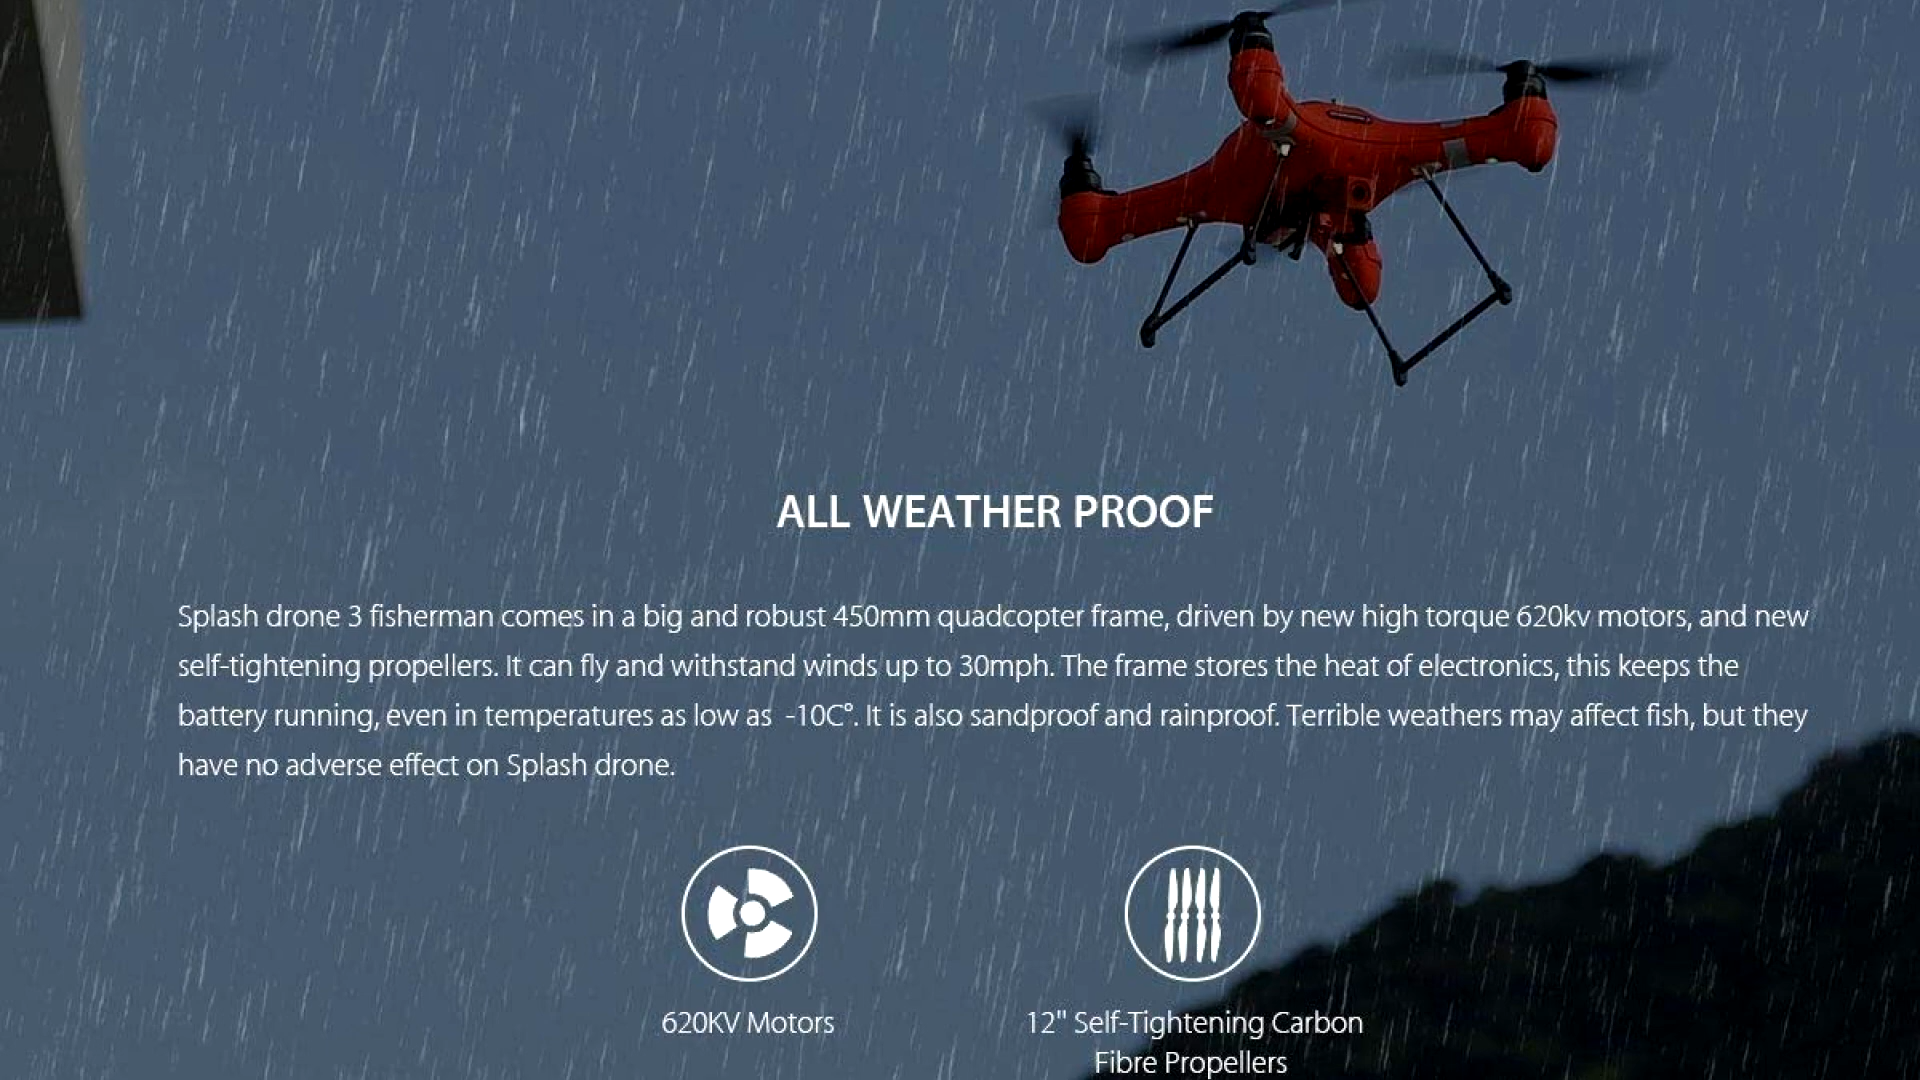 ALL WEATHER PROOF
Splash drone 3 fisherman comes in a big and robust 450mm quadcopter frame, driven by new high torque 620kv motors, and new
self-tightening propellers. It can fly and withstand winds up to 30mph. The frame stores the heat of electronics, this keeps the
battery running, even in temperatures as low as  -10C°. It is also sandproof and rainproof. Terrible weathers may affect fish, but they
have no adverse effect on Splash drone.
620KV Motors
12" Self-Tightening Carbon
Fibre Propellers